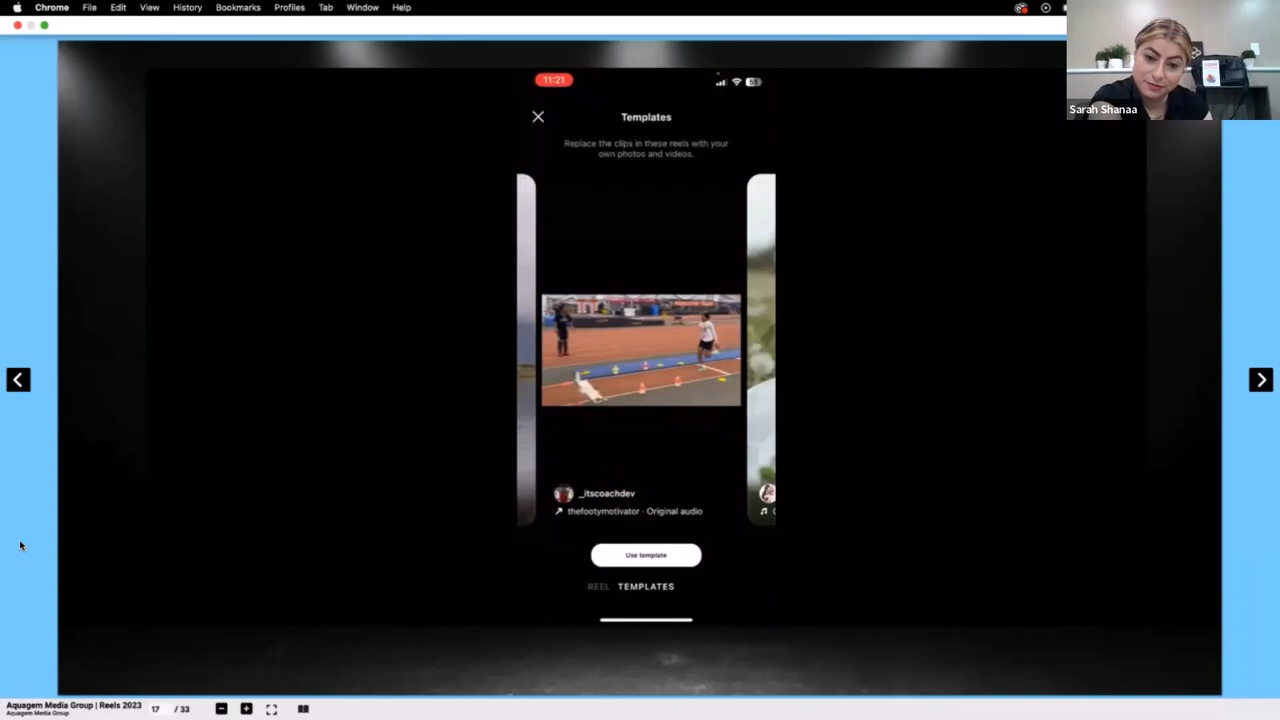 Chrome File Edit View History Bookmarks Profiles Tab Window Help
Sarah Shanaa
11:21
Templates
Replace the clips in these reels with your
own photos and videos.
_itscoachdev
thefootymotivator · Original audio
Use template
REEL TEMPLATES
Aquagem Media Group | Reels 2023
Aquagem Media Group
17 / 33